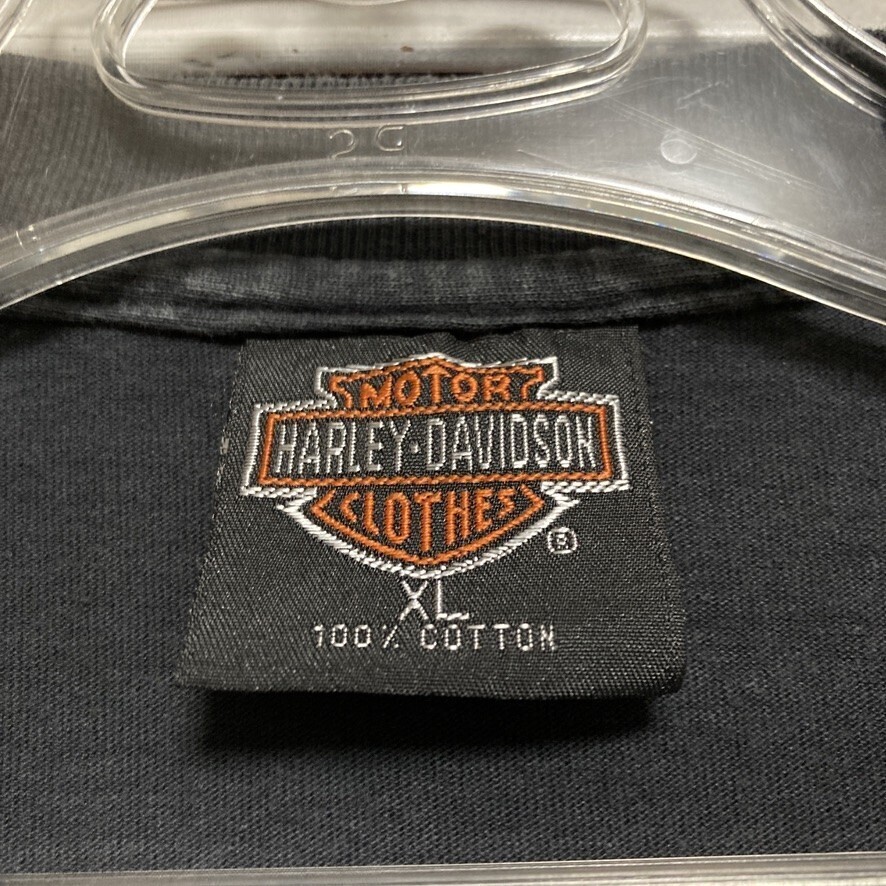 MOTOR
HARLEY-DAVIDSON
CLOTHES
®
XL
100% COTTON